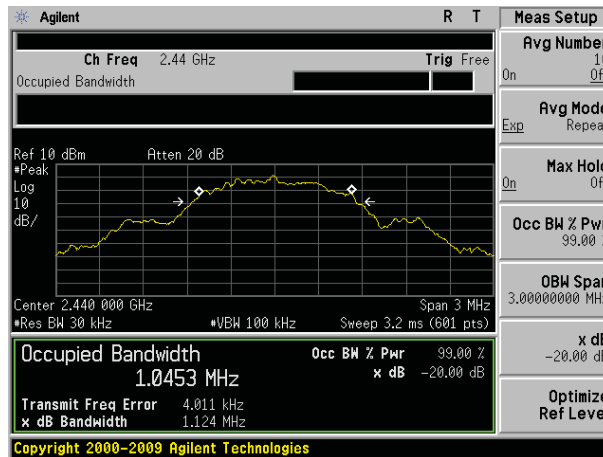 Agilent R T Meas Setup
Ch Freq 2.44 GHz Trig Free
Occupied Bandwidth
Ref 10 dBm Atten 20 dB
#Peak
Log
10
dB/
Center 2.440 000 GHz Span 3 MHz
#Res BW 30 kHz #VBW 100 kHz Sweep 3.2 ms (601 pts)
Occupied Bandwidth
1.0453 MHz
Occ BW % Pwr 99.00 %
x dB -20.00 dB
Transmit Freq Error 4.011 kHz
x dB Bandwidth 1.124 MHz
Copyright 2000-2009 Agilent Technologies
Avg Number
On
Avg Mode
Exp Repea
Max Hold
On
Occ BW % Pwr
99.00
OBW Span
3.00000000 MHz
x dB
-20.00 dB
Optimize
Ref Level